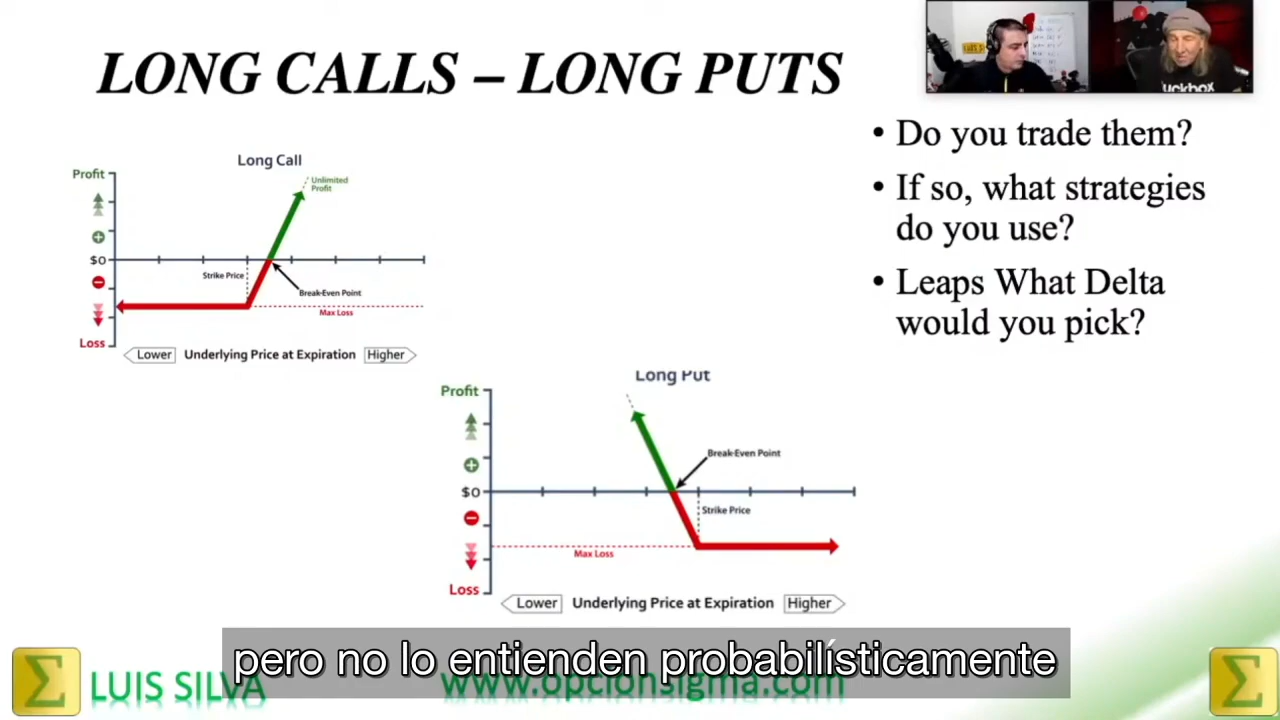 LONG CALLS – LONG PUTS
• Do you trade them?
• If so, what strategies
do you use?
• Leaps What Delta
would you pick?
Long Call
Profit
Unlimited
Profit
$0
Strike Price
Break-Even Point
Max Loss
Loss
Lower
Underlying Price at Expiration
Higher
Long Put
Profit
Break-Even Point
$0
Strike Price
Max Loss
Loss
Lower
Underlying Price at Expiration
Higher
pero no lo entienden probabilísticamente
Σ
LUIS SILVA
www.opcionsigma.com
Σ